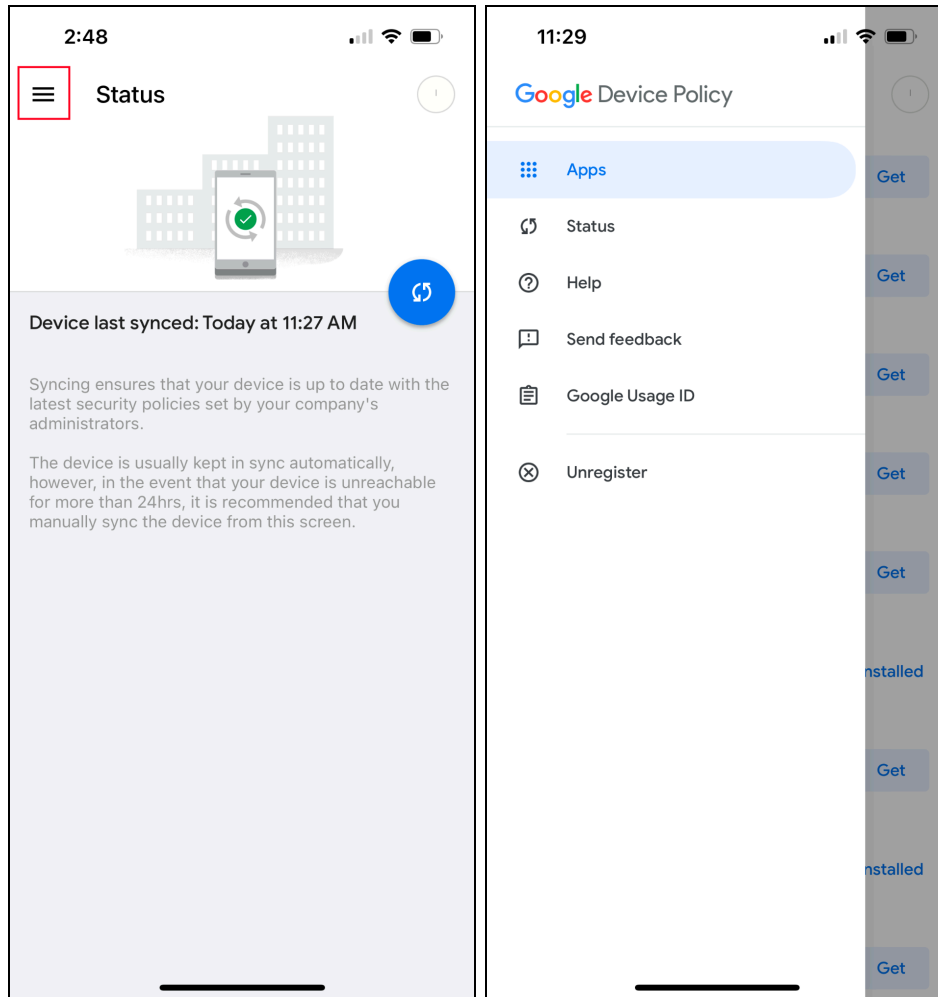 2:48
Status
Device last synced: Today at 11:27 AM
Syncing ensures that your device is up to date with the
latest security policies set by your company's
administrators.
The device is usually kept in sync automatically,
however, in the event that your device is unreachable
for more than 24hrs, it is recommended that you
manually sync the device from this screen.
11:29
Google Device Policy
Apps
Status
Help
Send feedback
Google Usage ID
Unregister
Get
Get
Get
Get
Get
nstalled
Get
nstalled
Get